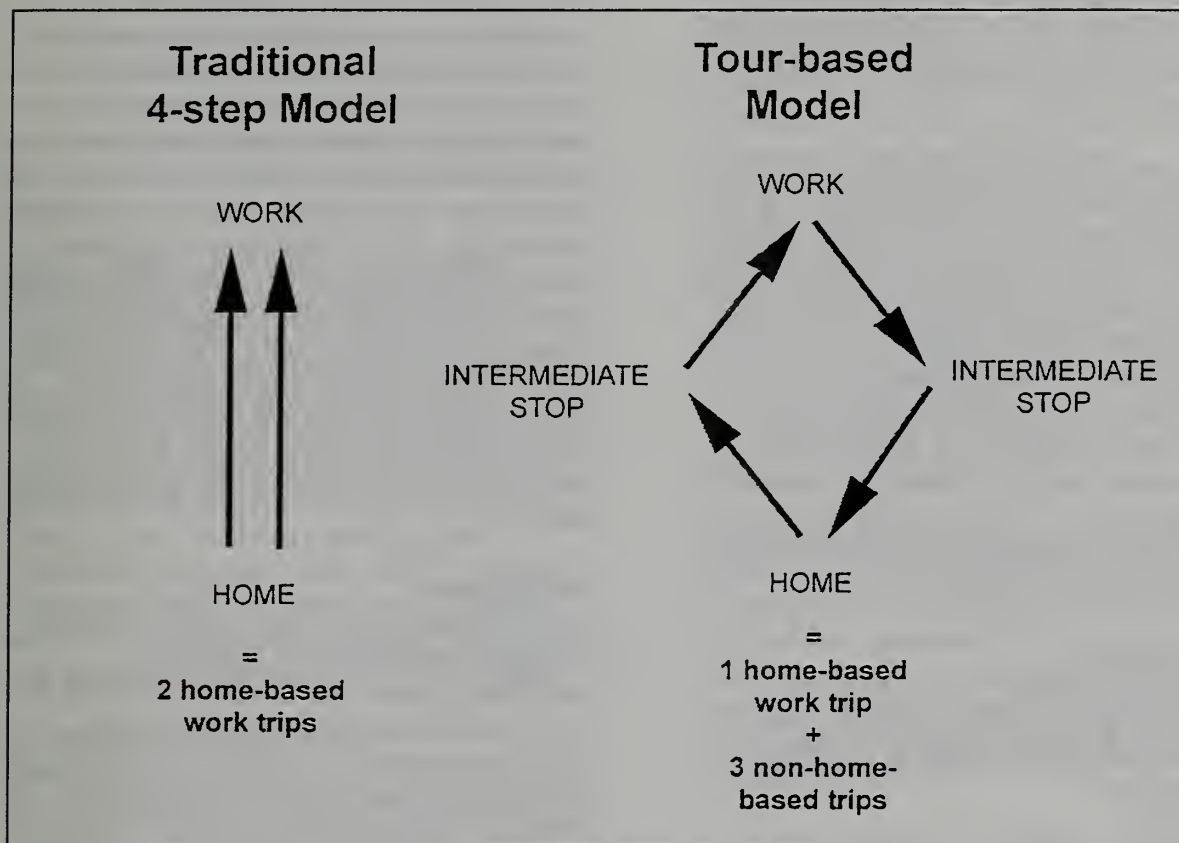 Traditional
4-step Model
WORK
HOME
=
2 home-based
work trips
Tour-based
Model
WORK
INTERMEDIATE
STOP
INTERMEDIATE
STOP
HOME
=
1 home-based
work trip
+
3 non-home-
based trips